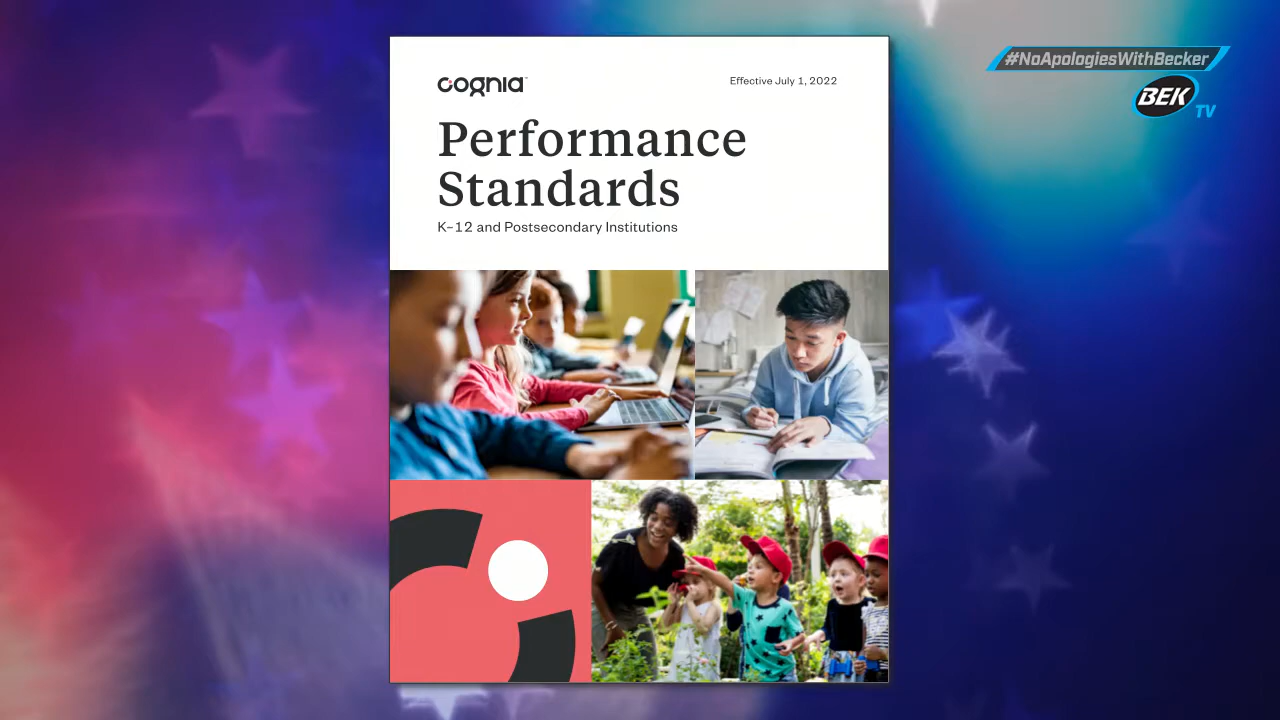 cognia
Effective July 1, 2022
Performance
Standards
K–12 and Postsecondary Institutions
#NoApologiesWithBecker
BEK
TV